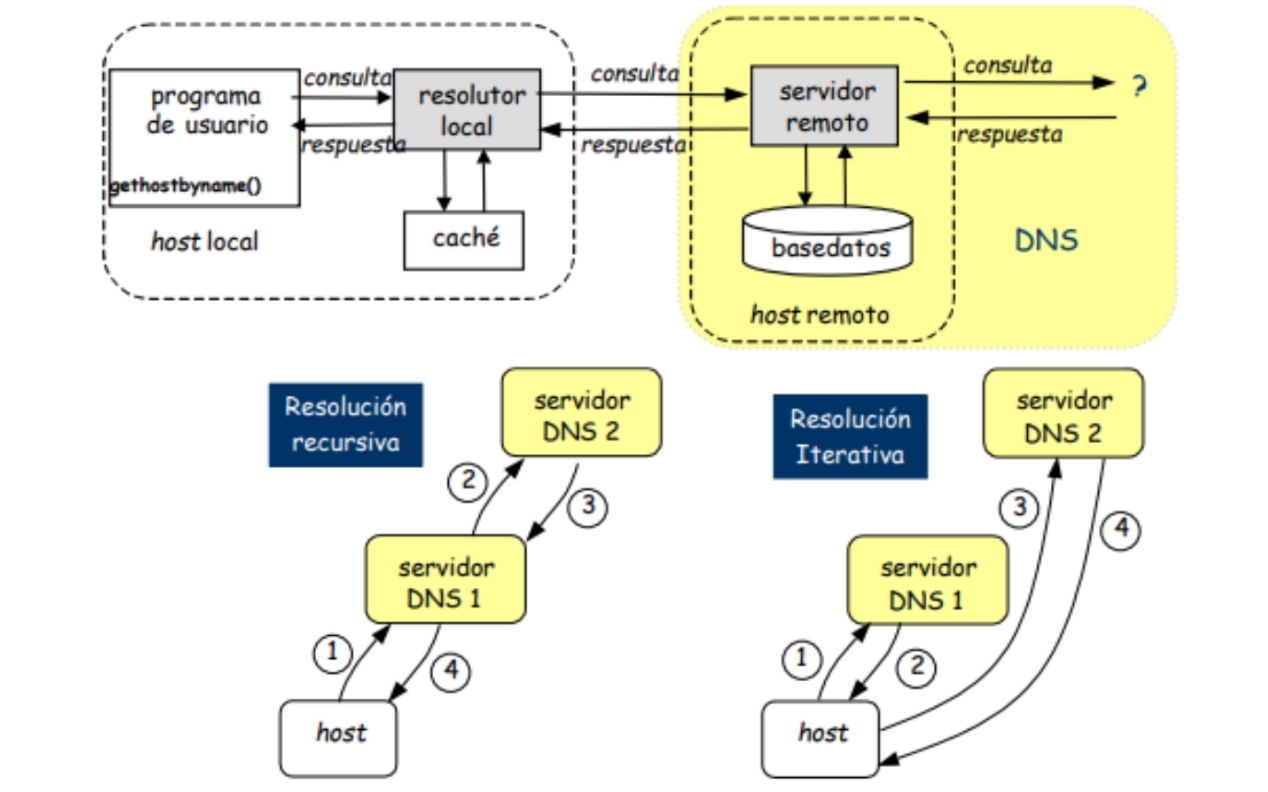 programa
de usuario
gethostbyname()
host local
consulta
respuesta
resolutor
local
caché
consulta
respuesta
servidor
remoto
basedatos
host remoto
consulta
respuesta
?
DNS
Resolución
recursiva
servidor
DNS 2
2
3
servidor
DNS 1
1
4
host
Resolución
Iterativa
servidor
DNS 2
3
4
servidor
DNS 1
1
2
host